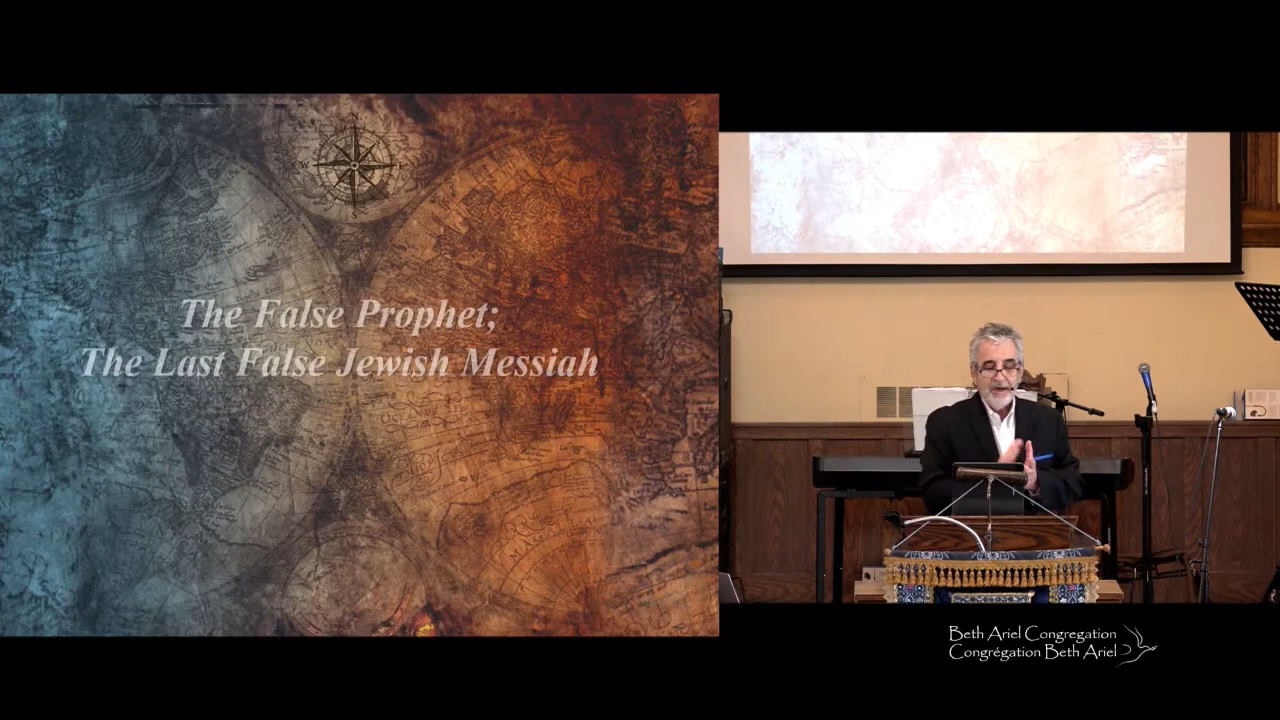 The False Prophet;
The Last False Jewish Messiah
Beth Ariel Congregation
Congrégation Beth Ariel